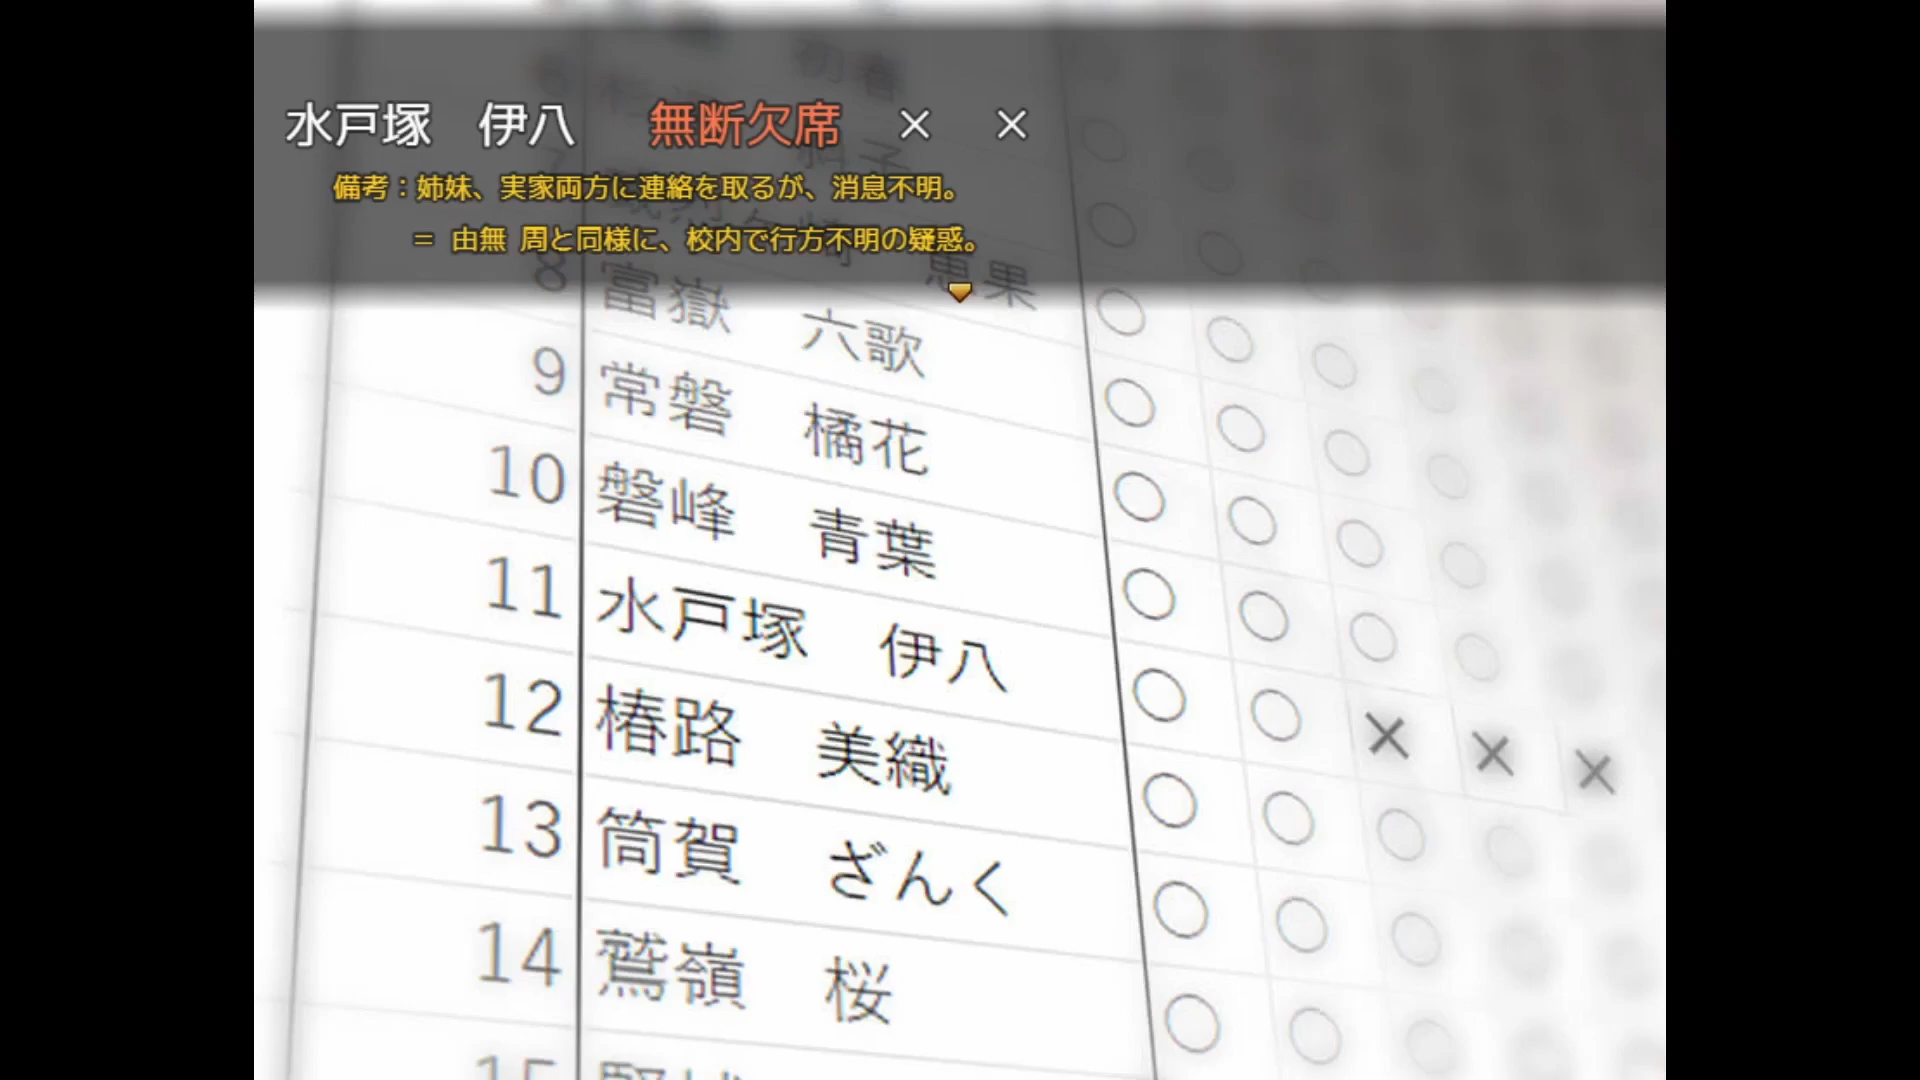 水戸塚　伊八　無断欠席　×　×
備考：姉妹、実家両方に連絡を取るが、消息不明。
＝ 由無 周と同様に、校内で行方不明の疑惑。
8 富嶽　六歌 ○ ○ ○ ○
9 常磐　橘花 ○ ○ ○ ○
10 磐峰　青葉 ○ ○ ○ ○
11 水戸塚　伊八 ○ ○ × × ×
12 椿路　美織 ○ ○ ○ ○
13 筒賀　ざんく ○ ○ ○
14 鷲嶺　桜 ○ ○ ○
15